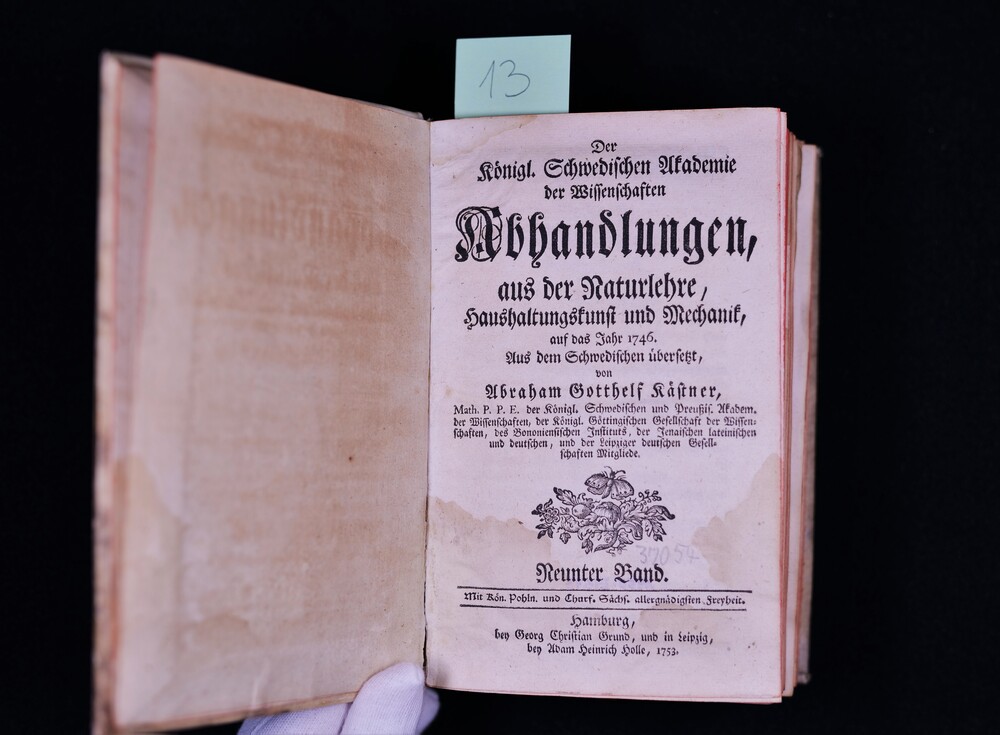 13
Der
Königl. Schwedischen Akademie
der Wissenschaften
Abhandlungen,
aus der Naturlehre,
Haushaltungskunst und Mechanik,
auf das Jahr 1746.
Aus dem Schwedischen übersetzt,
von
Abraham Gotthelf Kästner,
Math. P. P. E. der Königl. Schwedischen und Preußis. Akadem.
der Wissenschaften, der Königl. Göttingischen Gesellschaft der Wissen-
schaften, des Bononiensischen Instituts, der Jenaischen lateinischen
und deutschen, und der Leipziger deutschen Gesell-
schaften Mitgliede.
37054
Neunter Band.
Mit Kön. Pohln. und Churf. Sächs. allergnädigsten Freyheit.
Hamburg,
bey Georg Christian Grund, und in Leipzig,
bey Adam Heinrich Holle, 1753.